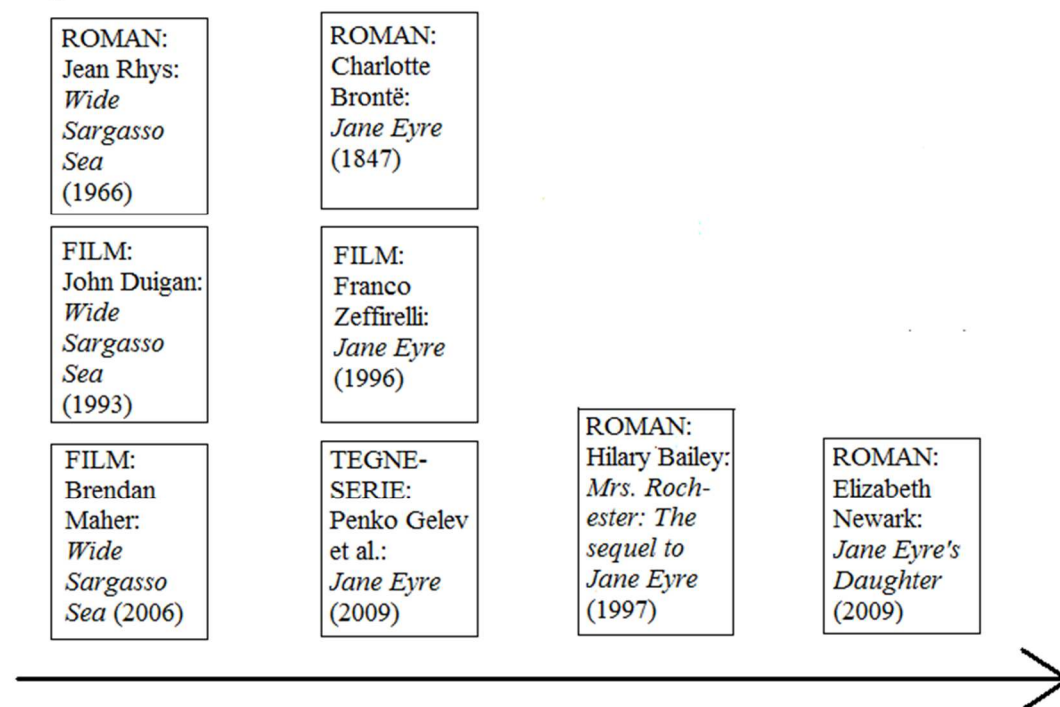 ROMAN:
Jean Rhys:
Wide
Sargasso
Sea
(1966)
FILM:
John Duigan:
Wide
Sargasso
Sea
(1993)
FILM:
Brendan
Maher:
Wide
Sargasso
Sea (2006)
ROMAN:
Charlotte
Brontë:
Jane Eyre
(1847)
FILM:
Franco
Zeffirelli:
Jane Eyre
(1996)
TEGNE-
SERIE:
Penko Gelev
et al.:
Jane Eyre
(2009)
ROMAN:
Hilary Bailey:
Mrs. Roch-
ester: The
sequel to
Jane Eyre
(1997)
ROMAN:
Elizabeth
Newark:
Jane Eyre's
Daughter
(2009)